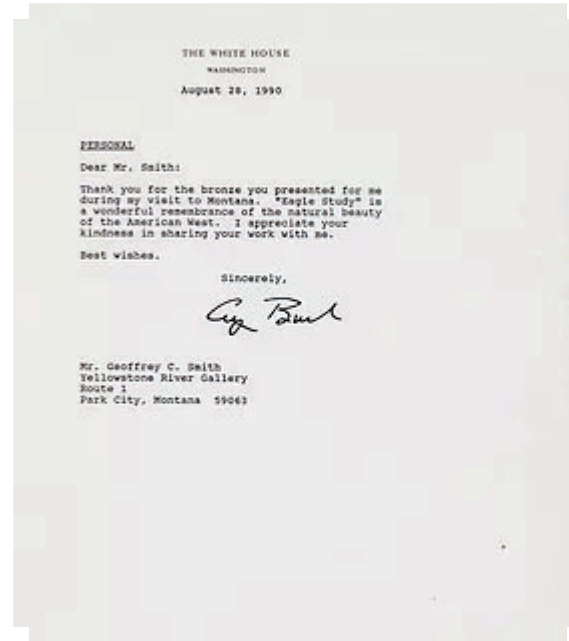 THE WHITE HOUSE
WASHINGTON
August 28, 1990
PERSONAL
Dear Mr. Smith:
Thank you for the bronze you presented for me
during my visit to Montana. "Eagle Study" is
a wonderful remembrance of the natural beauty
of the American West. I appreciate your
kindness in sharing your work with me.
Best wishes.
Sincerely,
Mr. Geoffrey C. Smith
Yellowstone River Gallery
Route 1
Park City, Montana 59063